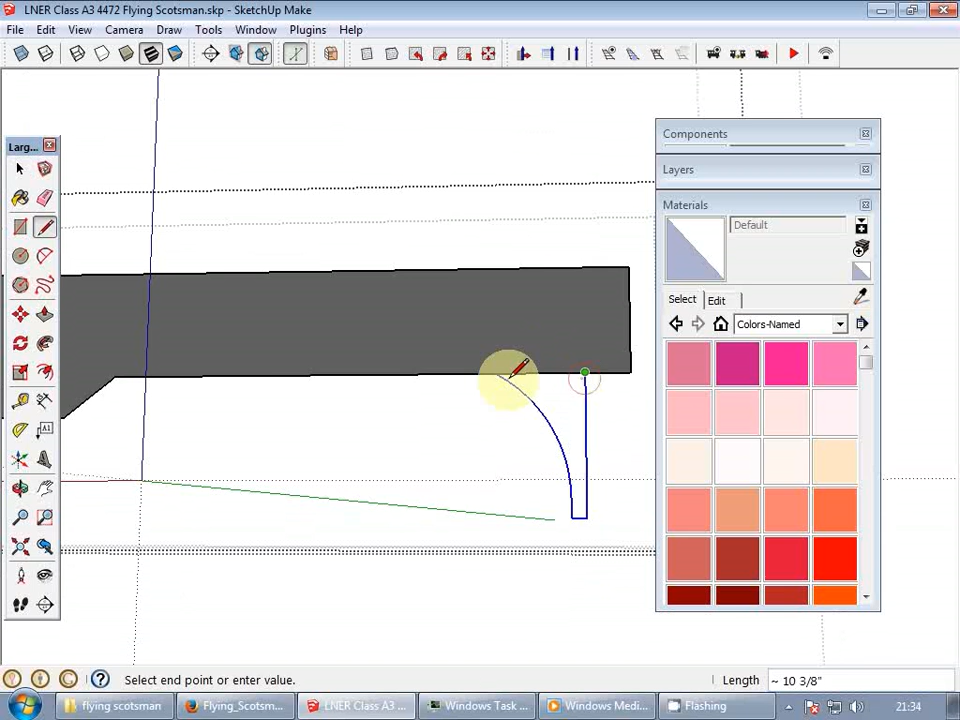 LNER Class A3 4472 Flying Scotsman.skp - SketchUp Make
File Edit View Camera Draw Tools Window Plugins Help
Larg...
A1
Components
Layers
Materials
Default
Select Edit
Colors-Named
Select end point or enter value.
Length ~ 10 3/8"
flying scotsman
Flying_Scotsm...
LNER Class A3 ...
Windows Task ...
Windows Medi...
Flashing
21:34